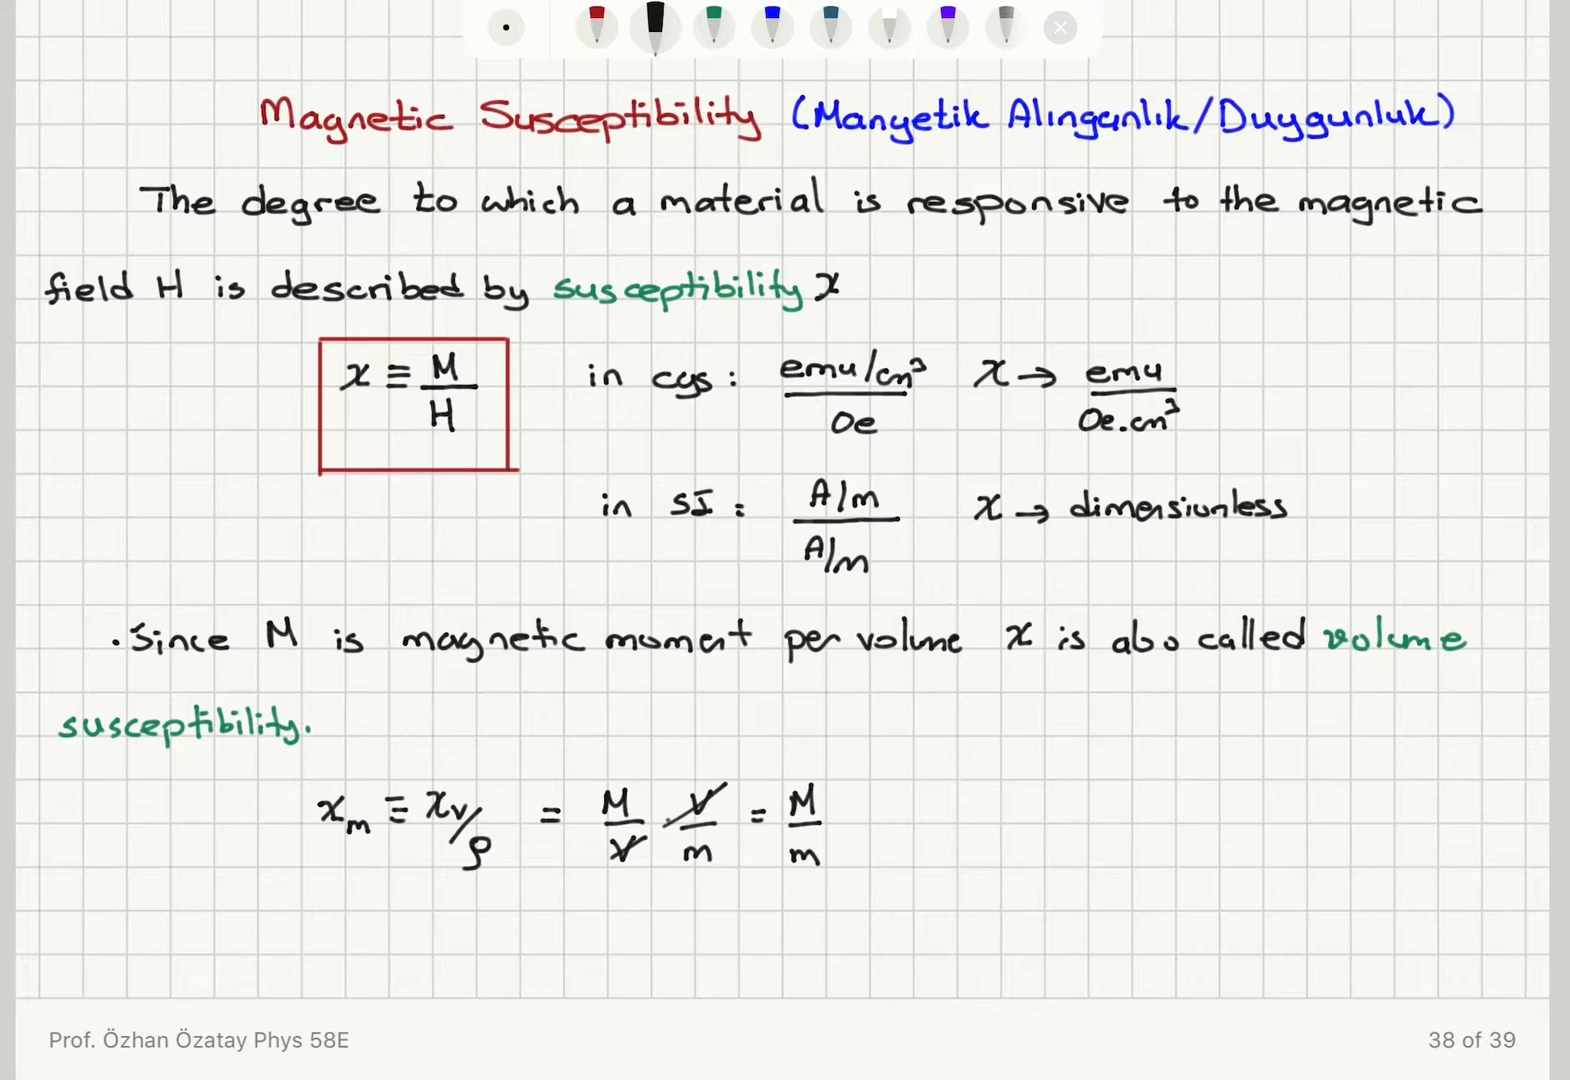 Magnetic Susceptibility (Manyetik Alınganlık/Duygunluk)
The degree to which a material is responsive to the magnetic
field H is described by susceptibility χ
χ ≡ M/H in cgs: emu/cm³ / Oe χ → emu / Oe.cm³
in SI: A/m / A/m χ → dimensionless
. Since M is magnetic moment per volume χ is also called volume
susceptibility.
χm ≡ χv/ρ = M/V V/m = M/m
Prof. Özhan Özatay Phys 58E
38 of 39